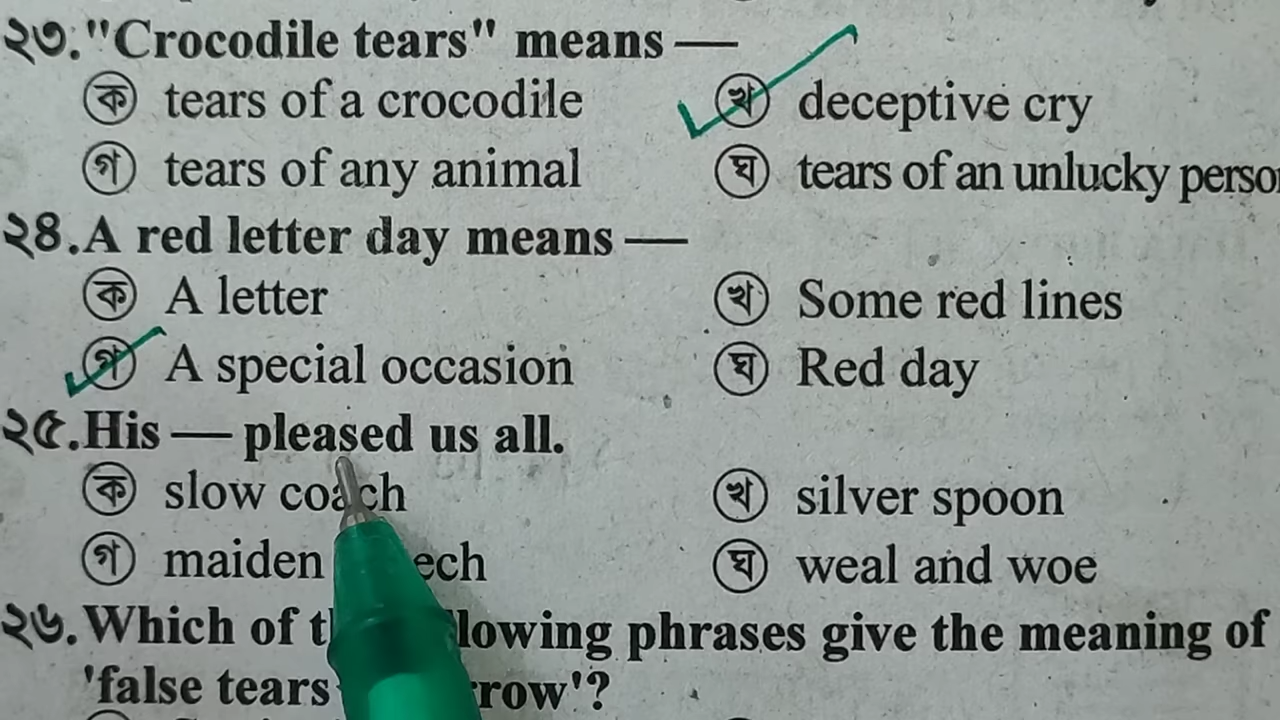 ২৩."Crocodile tears" means —
ক tears of a crocodile খ deceptive cry
গ tears of any animal ঘ tears of an unlucky perso
২৪.A red letter day means —
ক A letter খ Some red lines
গ A special occasion ঘ Red day
২৫.His — pleased us all.
ক slow coach খ silver spoon
গ maiden ech ঘ weal and woe
২৬.Which of t lowing phrases give the meaning of
'false tears rrow'?